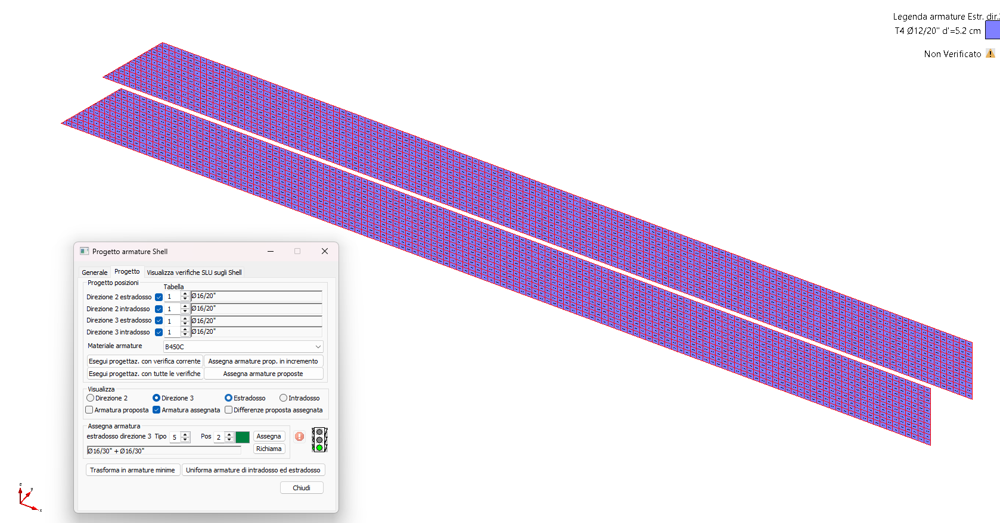 Legenda armature Estr. dir.
T4 Ø12/20" d'=5.2 cm
Non Verificato
Progetto armature Shell
Generale Progetto Visualizza verifiche SLU sugli Shell
Progetto posizioni
Tabella
Direzione 2 estradosso 1 Ø16/20"
Direzione 2 intradosso 1 Ø16/20"
Direzione 3 estradosso 1 Ø16/20"
Direzione 3 intradosso 1 Ø16/20"
Materiale armature B450C
Esegui progettaz. con verifica corrente Assegna armature prop. in incremento
Esegui progettaz. con tutte le verifiche Assegna armature proposte
Visualizza
Direzione 2 Direzione 3 Estradosso Intradosso
Armatura proposta Armatura assegnata Differenze proposta assegnata
Assegna armatura
estradosso direzione 3 Tipo 5 Pos 2 Assegna
Ø16/30" + Ø16/30" Richiama
Trasforma in armature minime Uniforma armature di intradosso ed estradosso
Chiudi
z
y
x